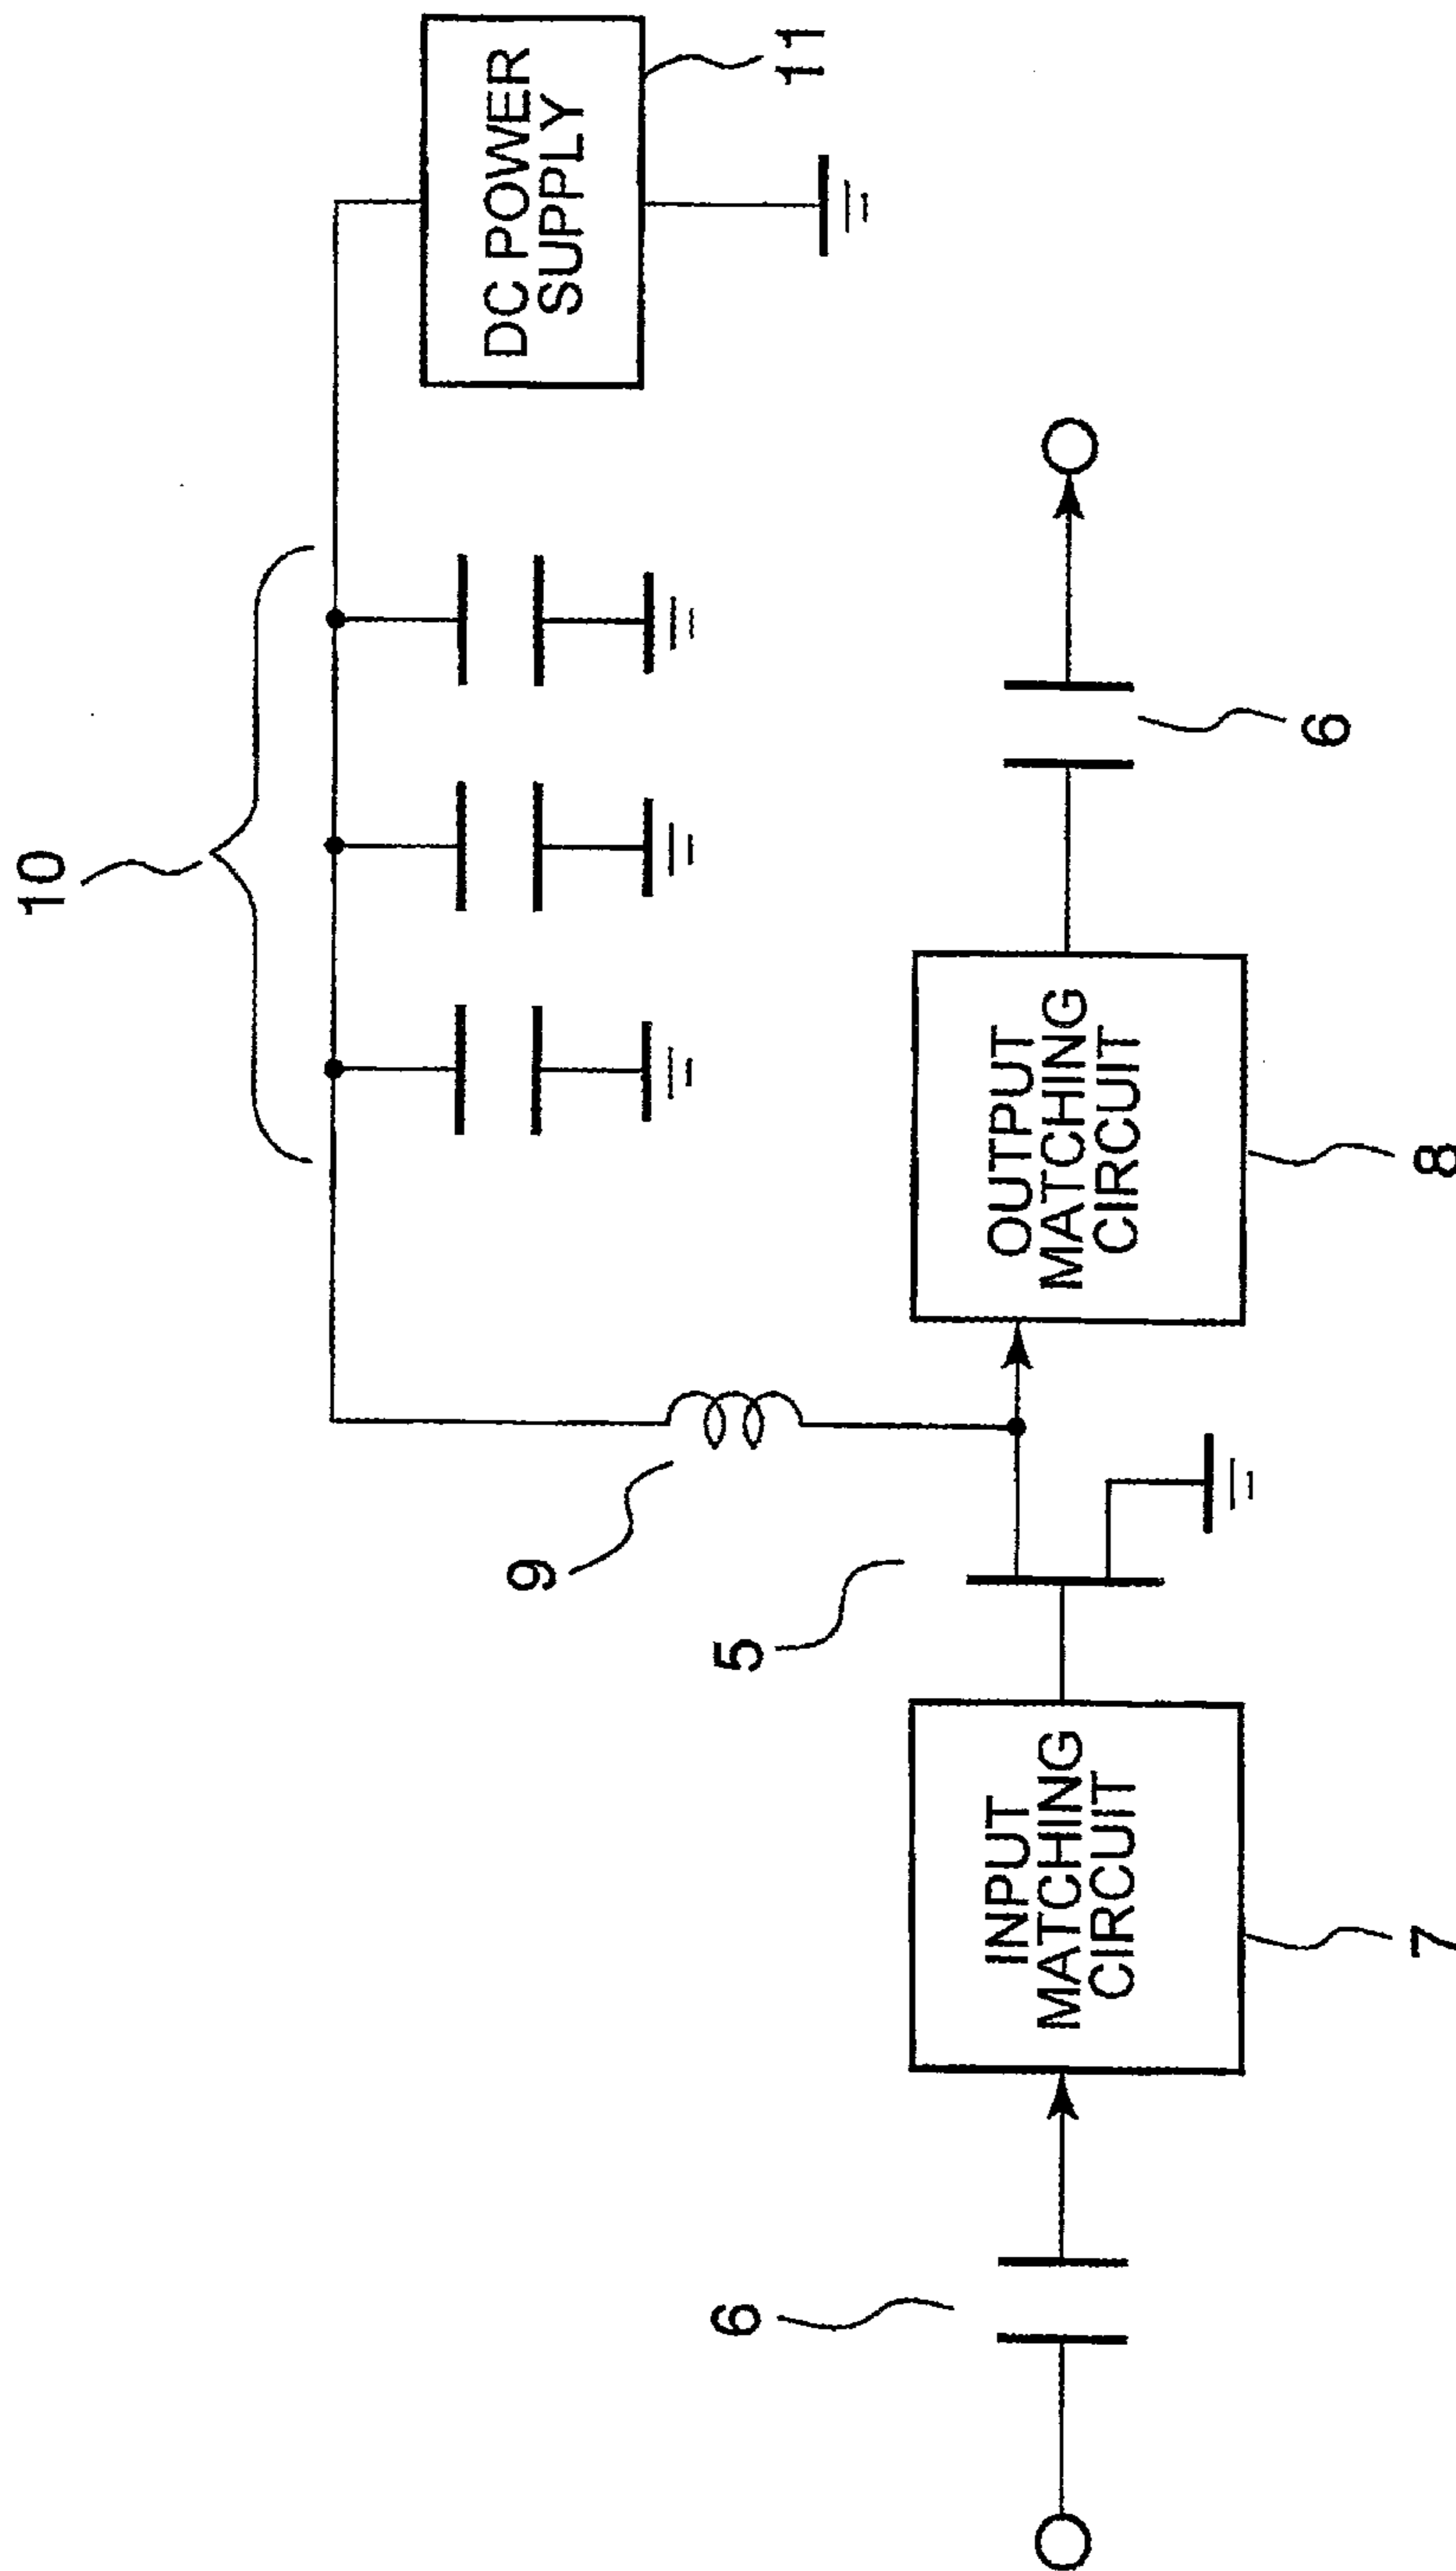 10
DC POWER
SUPPLY
11
9
5
6
INPUT
MATCHING
CIRCUIT
7
OUTPUT
MATCHING
CIRCUIT
8
6